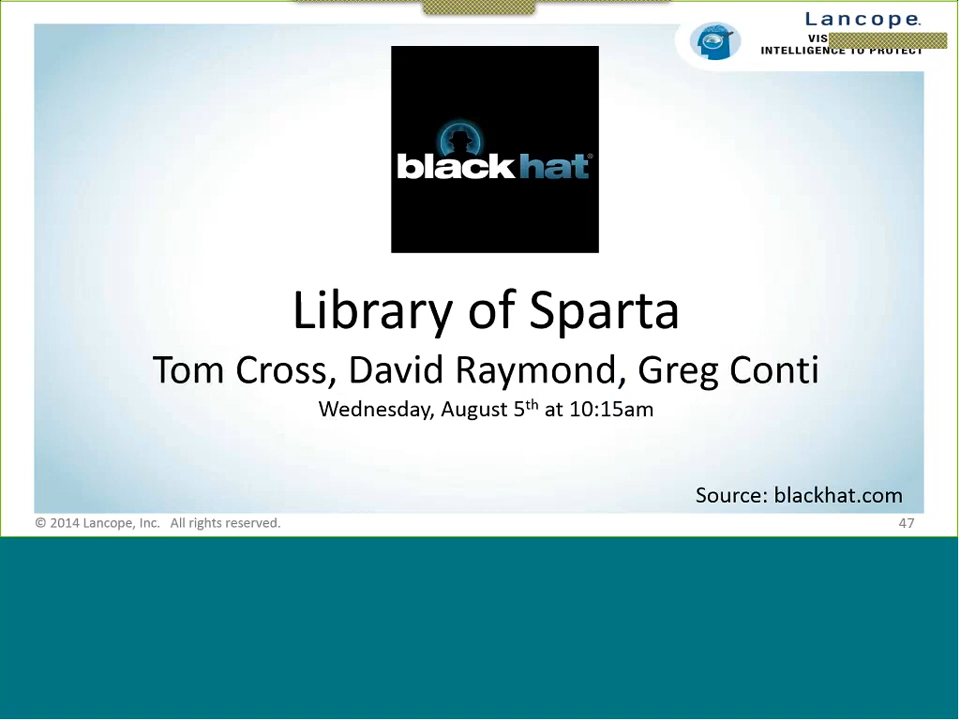 Lancope.
INTELLIGENCE TO PROTECT
blackhat®
Library of Sparta
Tom Cross, David Raymond, Greg Conti
Wednesday, August 5th at 10:15am
Source: blackhat.com
© 2014 Lancope, Inc. All rights reserved.
47